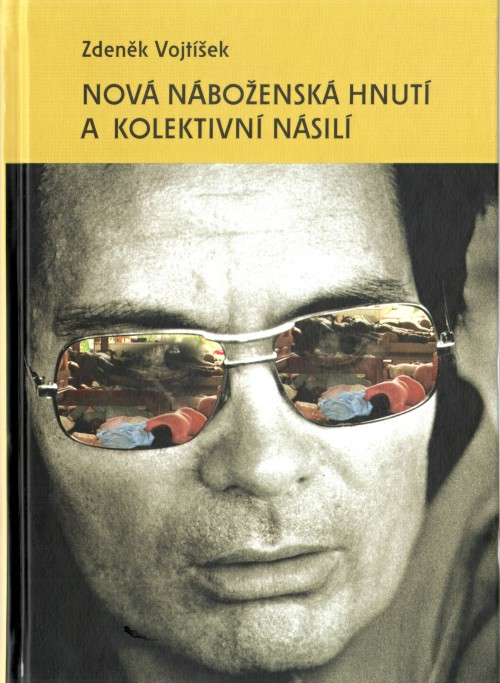 Zdeněk Vojtíšek
NOVÁ NÁBOŽENSKÁ HNUTÍ
A KOLEKTIVNÍ NÁSILÍ